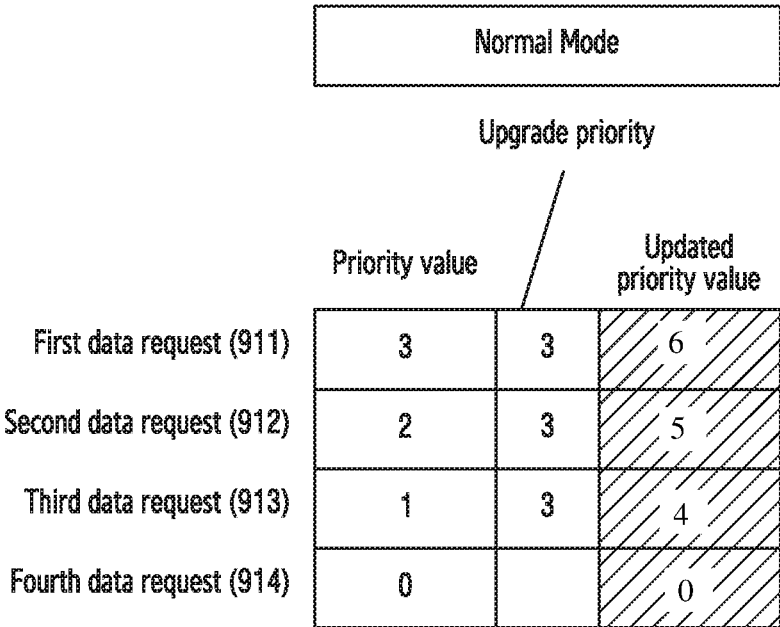 Normal Mode
Upgrade priority
Priority value
Updated
priority value
First data request (911) 3 3 6
Second data request (912) 2 3 5
Third data request (913) 1 3 4
Fourth data request (914) 0 0